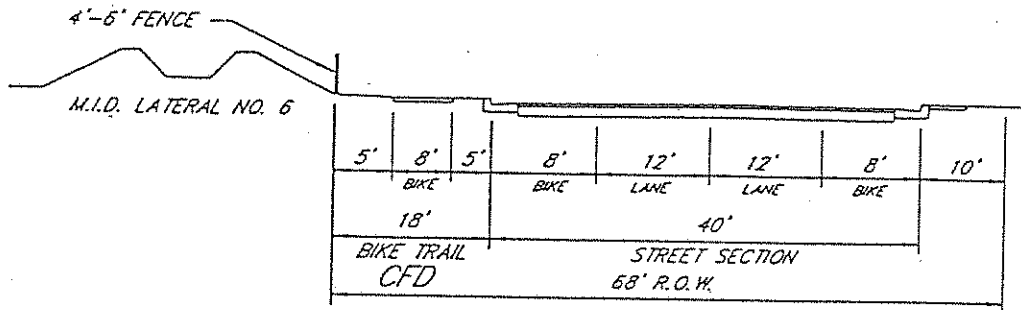 4'-6' FENCE
M.I.D. LATERAL NO. 6
5' 8' 5' 8' 12' 12' 8' 10'
BIKE BIKE LANE LANE BIKE
18' 40'
BIKE TRAIL STREET SECTION
CFD 68' R.O.W.